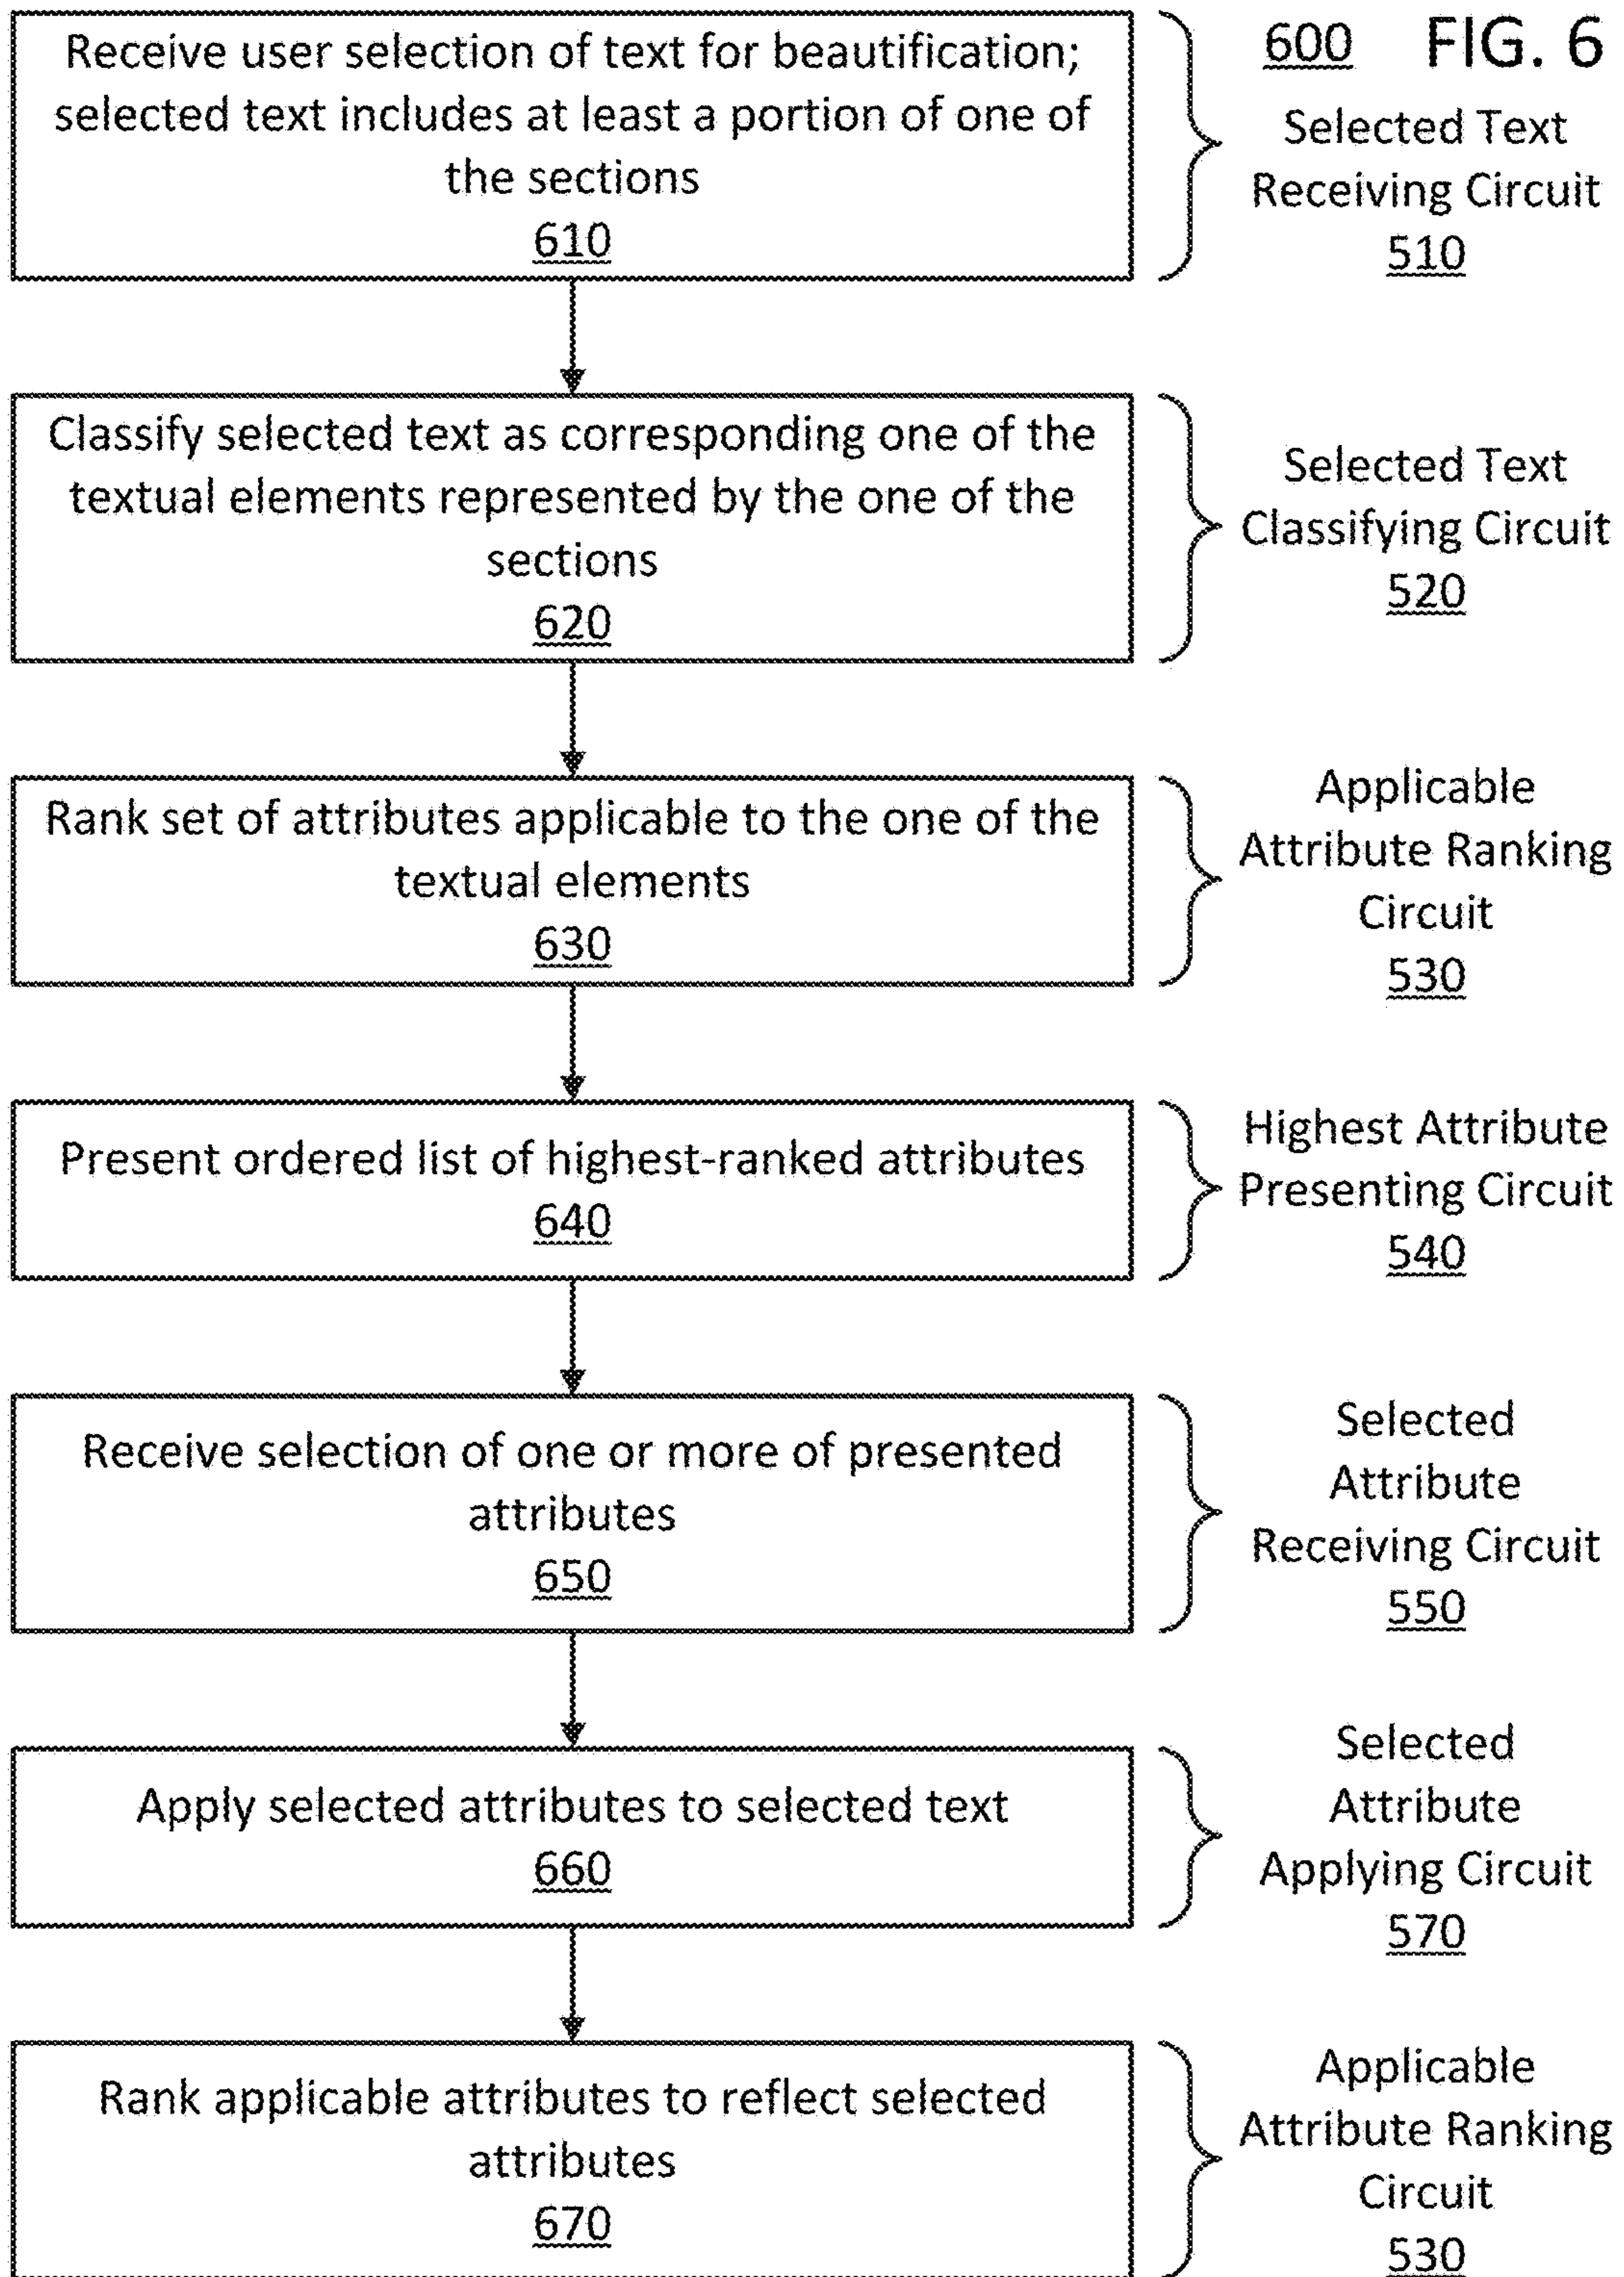 600 FIG. 6
Receive user selection of text for beautification;
selected text includes at least a portion of one of
the sections
610
Selected Text
Receiving Circuit
510
Classify selected text as corresponding one of the
textual elements represented by the one of the
sections
620
Selected Text
Classifying Circuit
520
Rank set of attributes applicable to the one of the
textual elements
630
Applicable
Attribute Ranking
Circuit
530
Present ordered list of highest-ranked attributes
640
Highest Attribute
Presenting Circuit
540
Receive selection of one or more of presented
attributes
650
Selected
Attribute
Receiving Circuit
550
Apply selected attributes to selected text
660
Selected
Attribute
Applying Circuit
570
Rank applicable attributes to reflect selected
attributes
670
Applicable
Attribute Ranking
Circuit
530